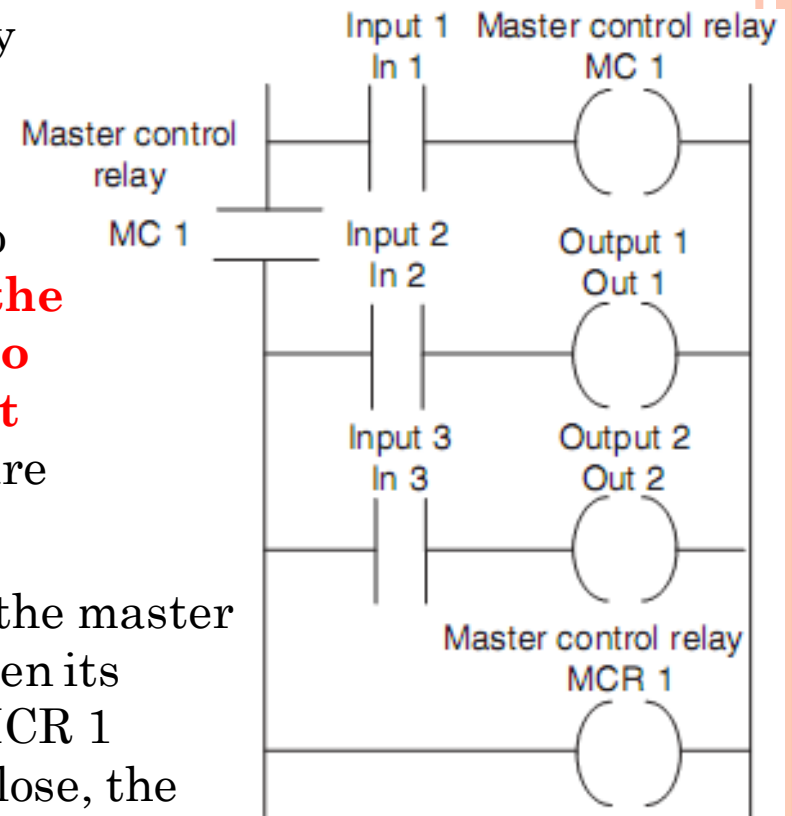 y
o
the
o
t
re
the master
en its
MCR 1
lose, the
Input 1 Master control relay
In 1 MC 1
Master control
relay
MC 1
Input 2 Output 1
In 2 Out 1
Input 3 Output 2
In 3 Out 2
Master control relay
MCR 1